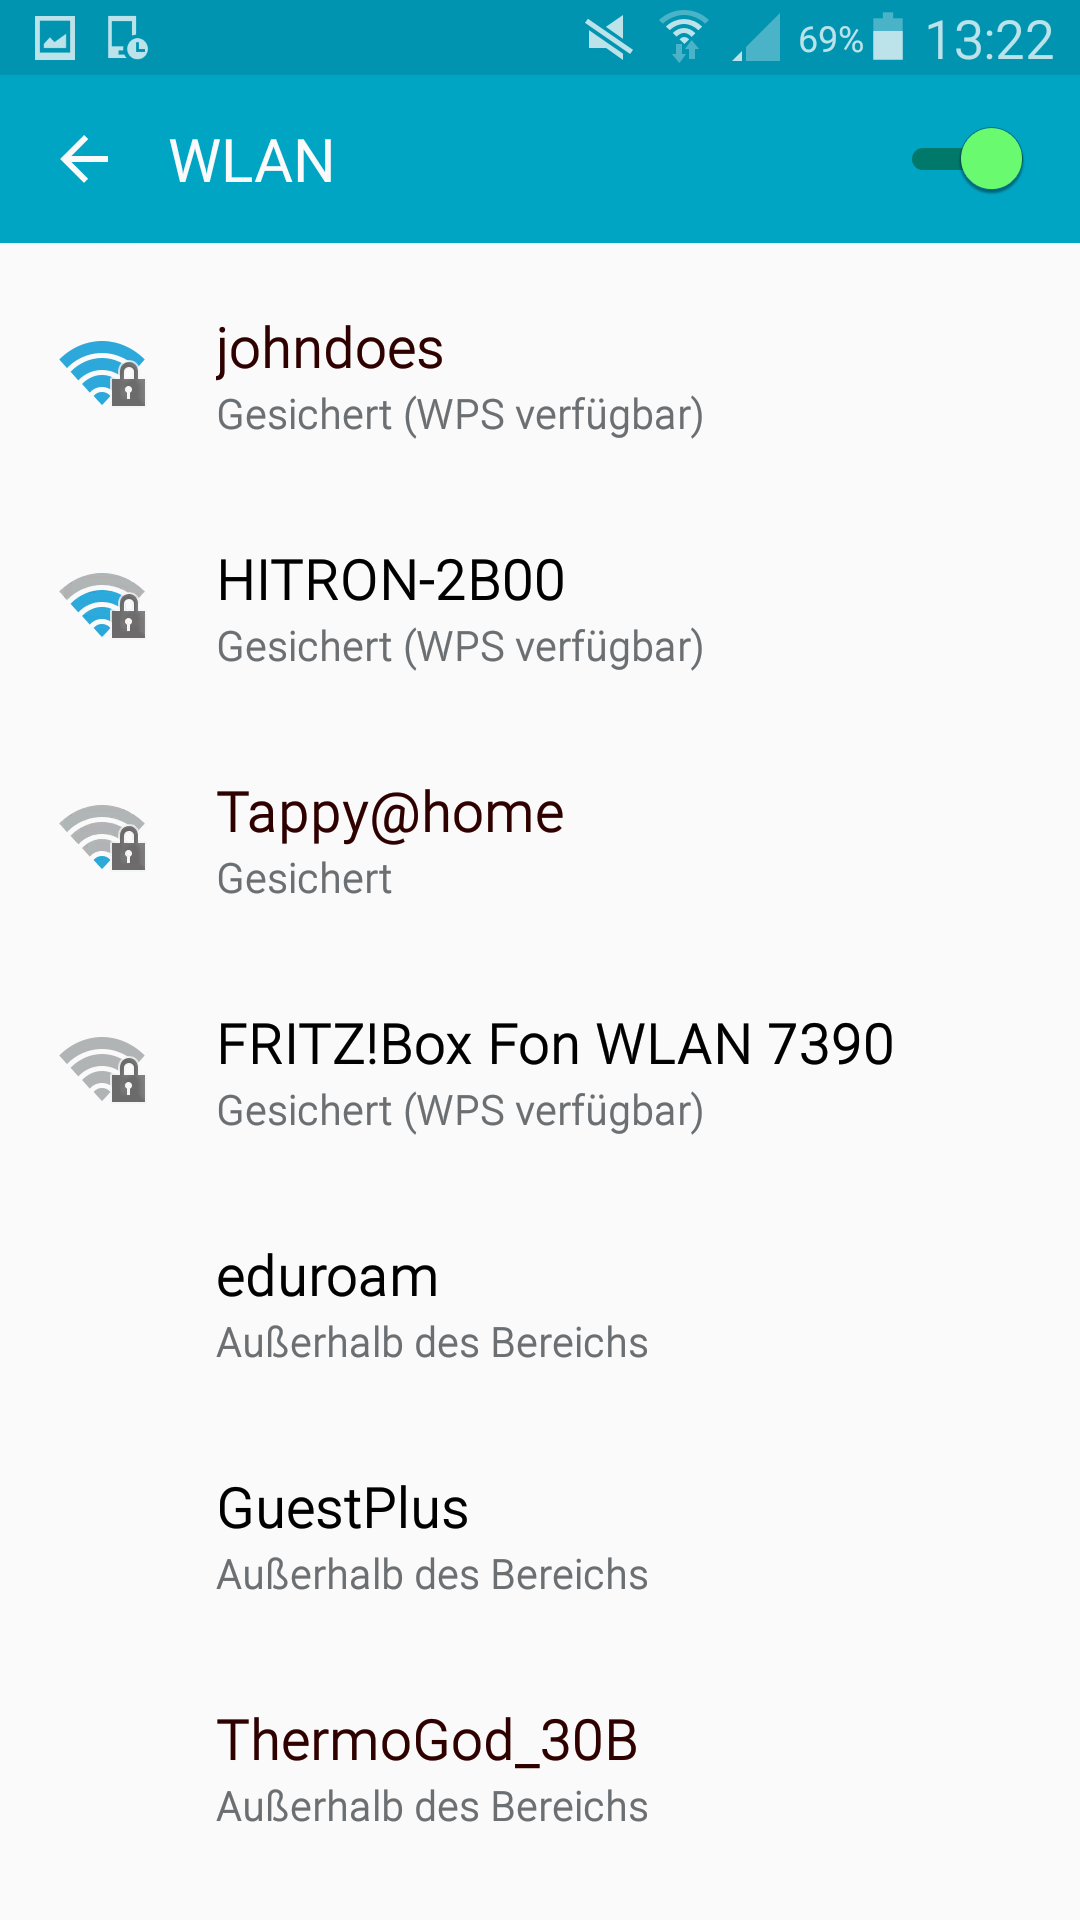 69% 13:22
WLAN
johndoes
Gesichert (WPS verfügbar)
HITRON-2B00
Gesichert (WPS verfügbar)
Tappy@home
Gesichert
FRITZ!Box Fon WLAN 7390
Gesichert (WPS verfügbar)
eduroam
Außerhalb des Bereichs
GuestPlus
Außerhalb des Bereichs
ThermoGod_30B
Außerhalb des Bereichs